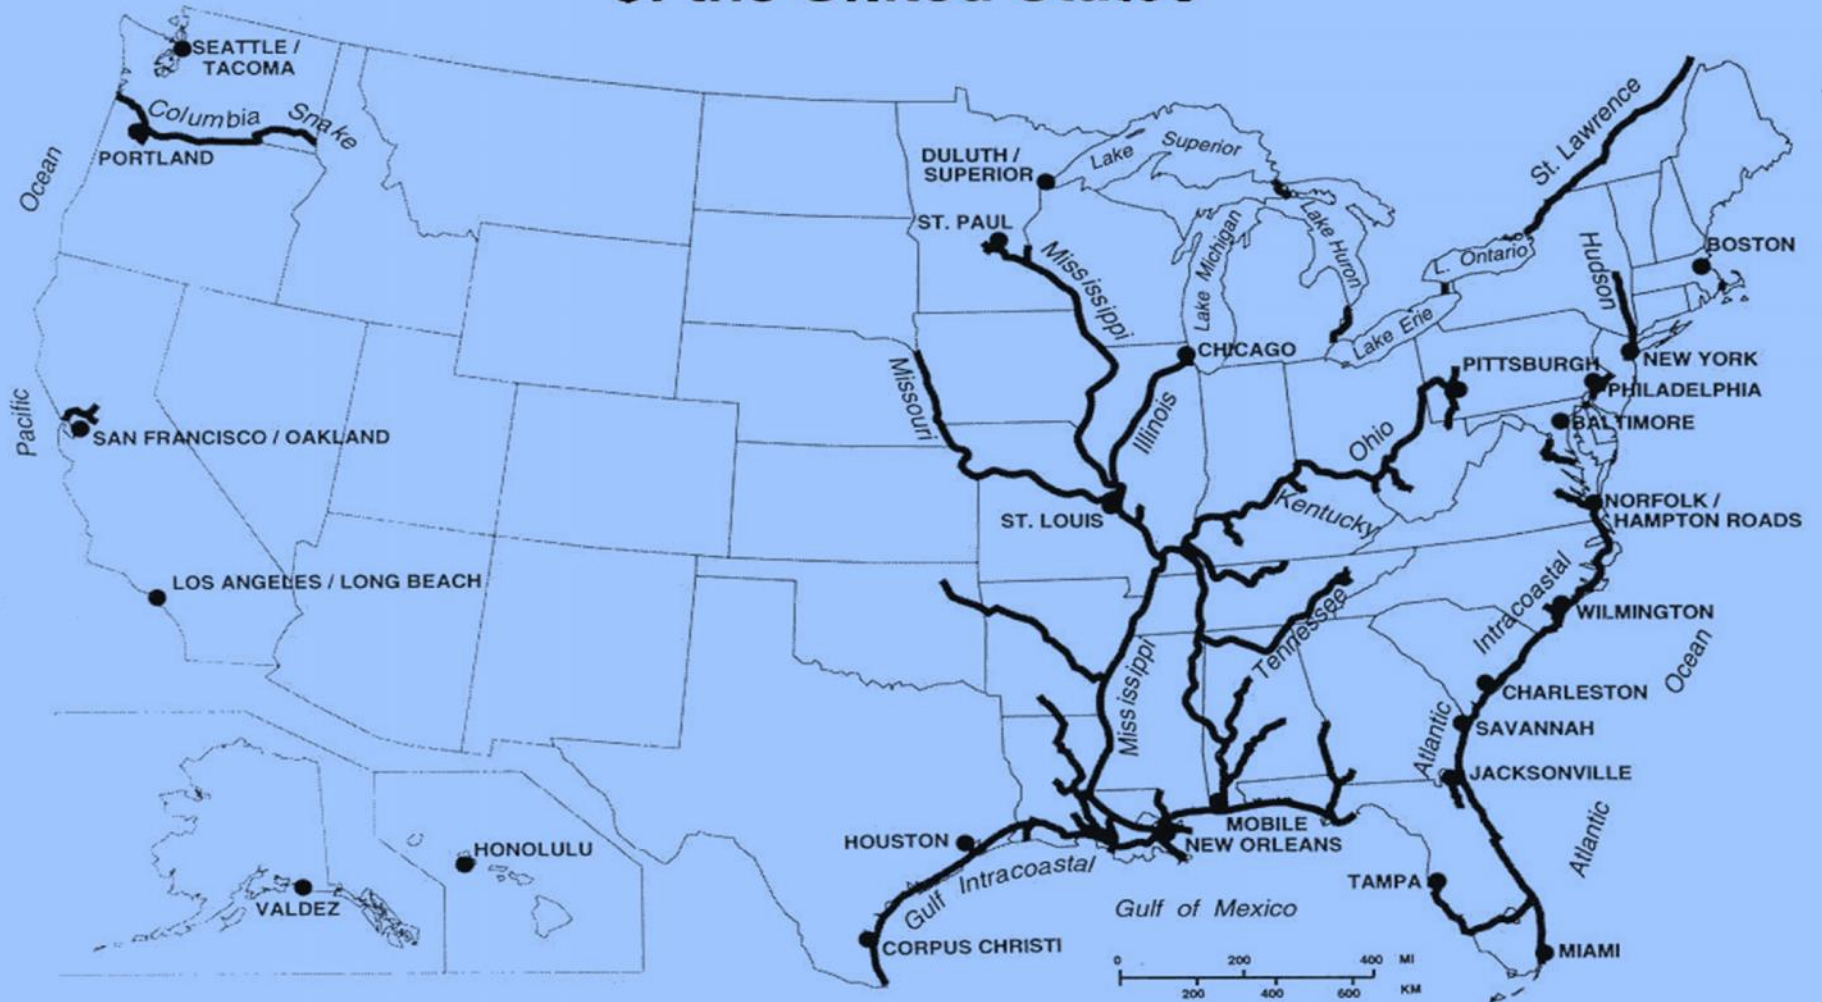 of the United States
SEATTLE /
TACOMA
Columbia
Snake
PORTLAND
Ocean
Pacific
SAN FRANCISCO / OAKLAND
LOS ANGELES / LONG BEACH
DULUTH /
SUPERIOR
Lake Superior
ST. PAUL
Mississippi
Lake Michigan
Lake Huron
St. Lawrence
L. Ontario
Lake Erie
Hudson
BOSTON
CHICAGO
NEW YORK
PITTSBURGH
PHILADELPHIA
BALTIMORE
Missouri
Illinois
Ohio
Kentucky
ST. LOUIS
NORFOLK /
HAMPTON ROADS
Intracoastal
WILMINGTON
Tennessee
Mississippi
Ocean
CHARLESTON
SAVANNAH
Atlantic
JACKSONVILLE
Atlantic
HOUSTON
MOBILE
NEW ORLEANS
Gulf Intracoastal
TAMPA
Gulf of Mexico
CORPUS CHRISTI
MIAMI
HONOLULU
VALDEZ
0 200 400 MI
200 400 600 KM